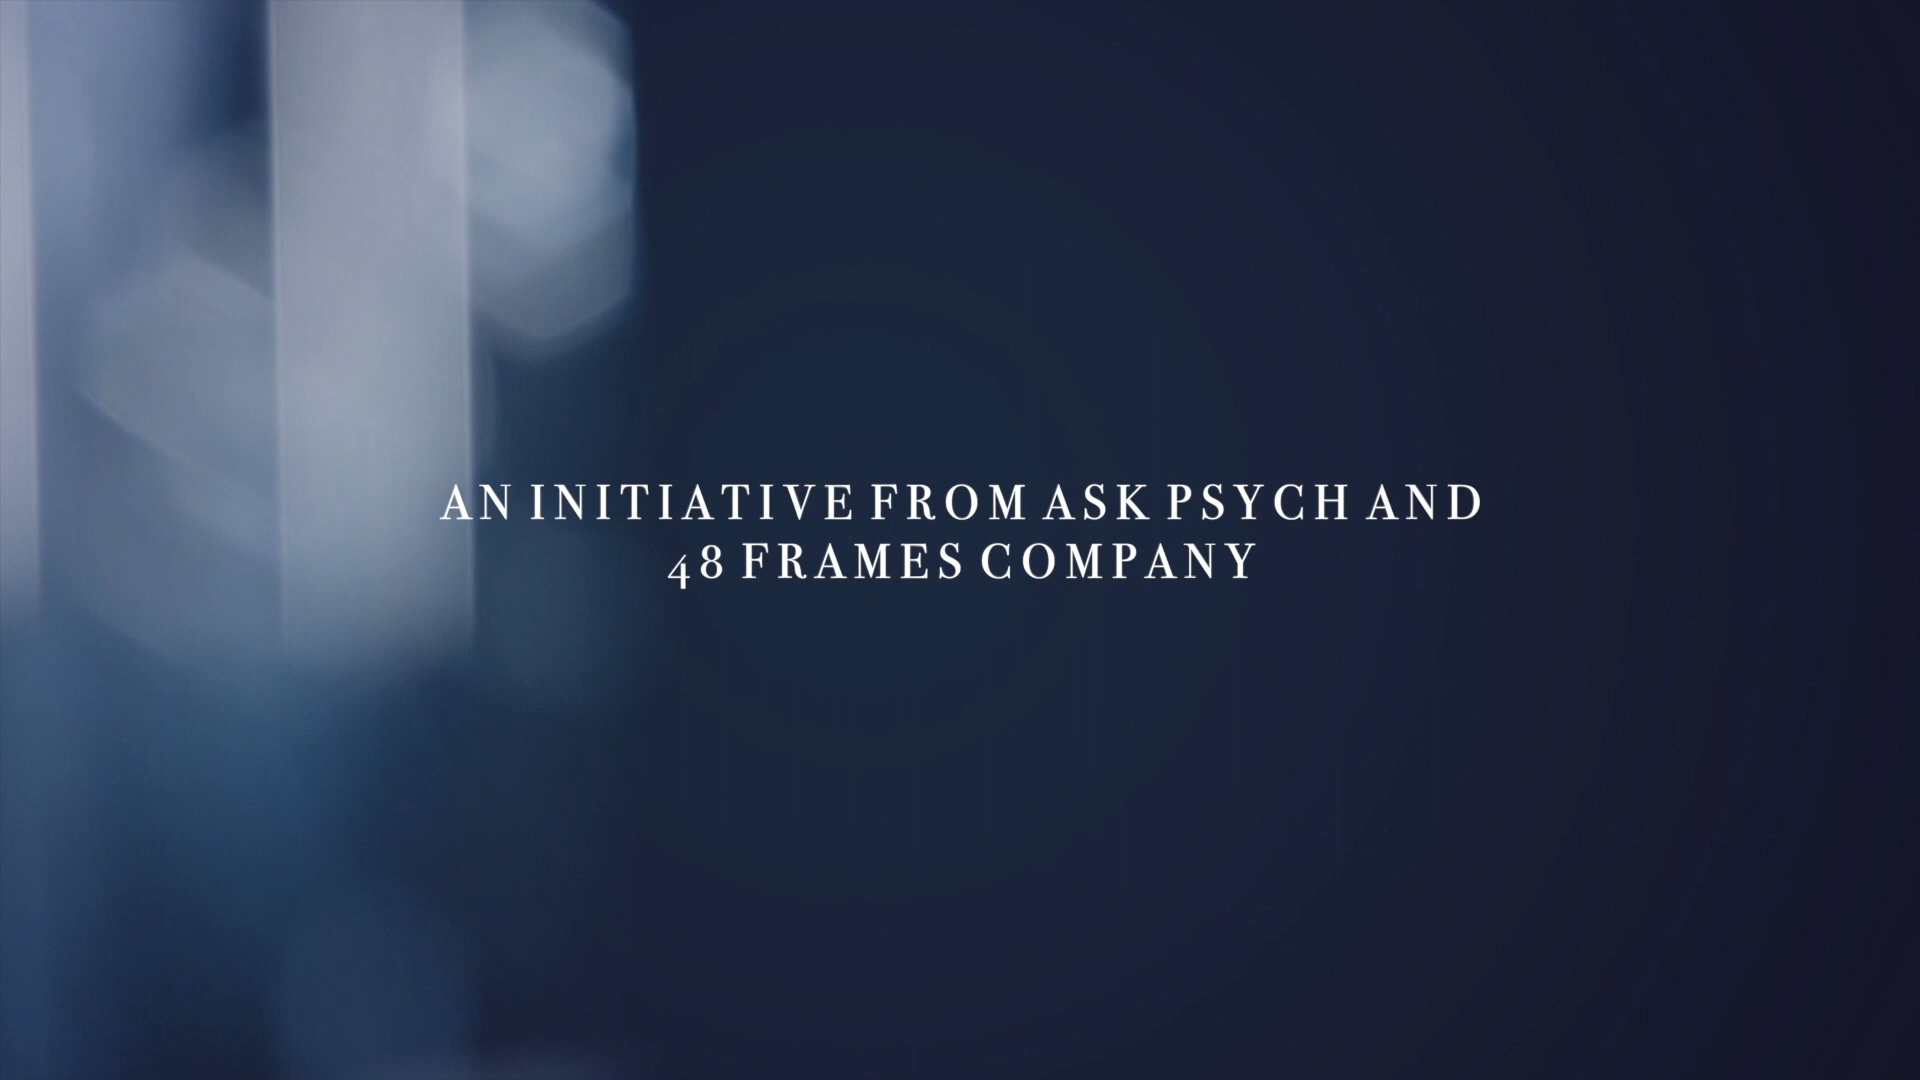 AN INITIATIVE FROM ASK PSYCH AND
48 FRAMES COMPANY